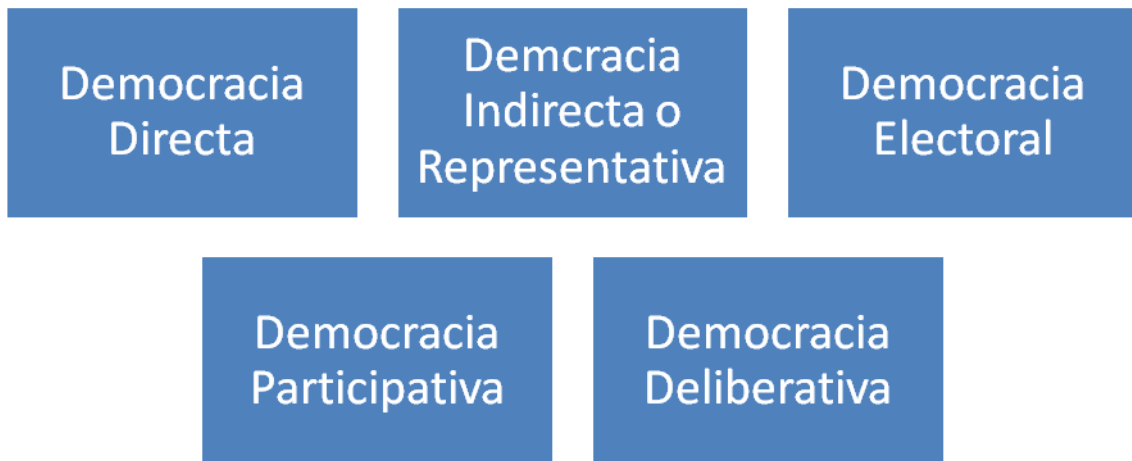 Democracia
Directa
Demcracia
Indirecta o
Representativa
Democracia
Electoral
Democracia
Participativa
Democracia
Deliberativa